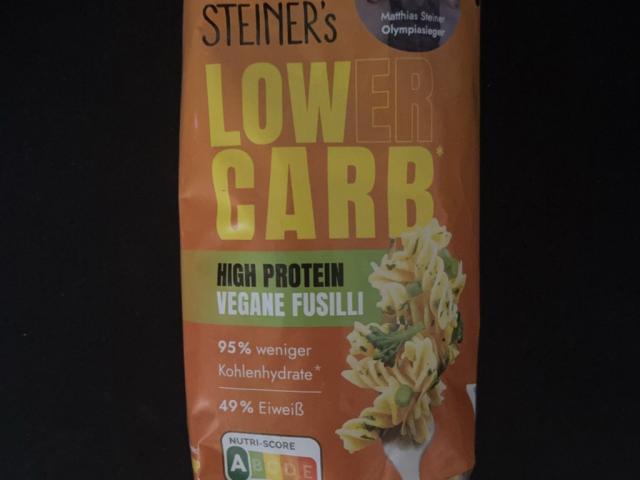 STEINER's
Matthias Steiner
Olympiasieger
LOWER
CARB*
HIGH PROTEIN
VEGANE FUSILLI
95% weniger
Kohlenhydrate*
49% Eiweiß
NUTRI-SCORE
A B C D E